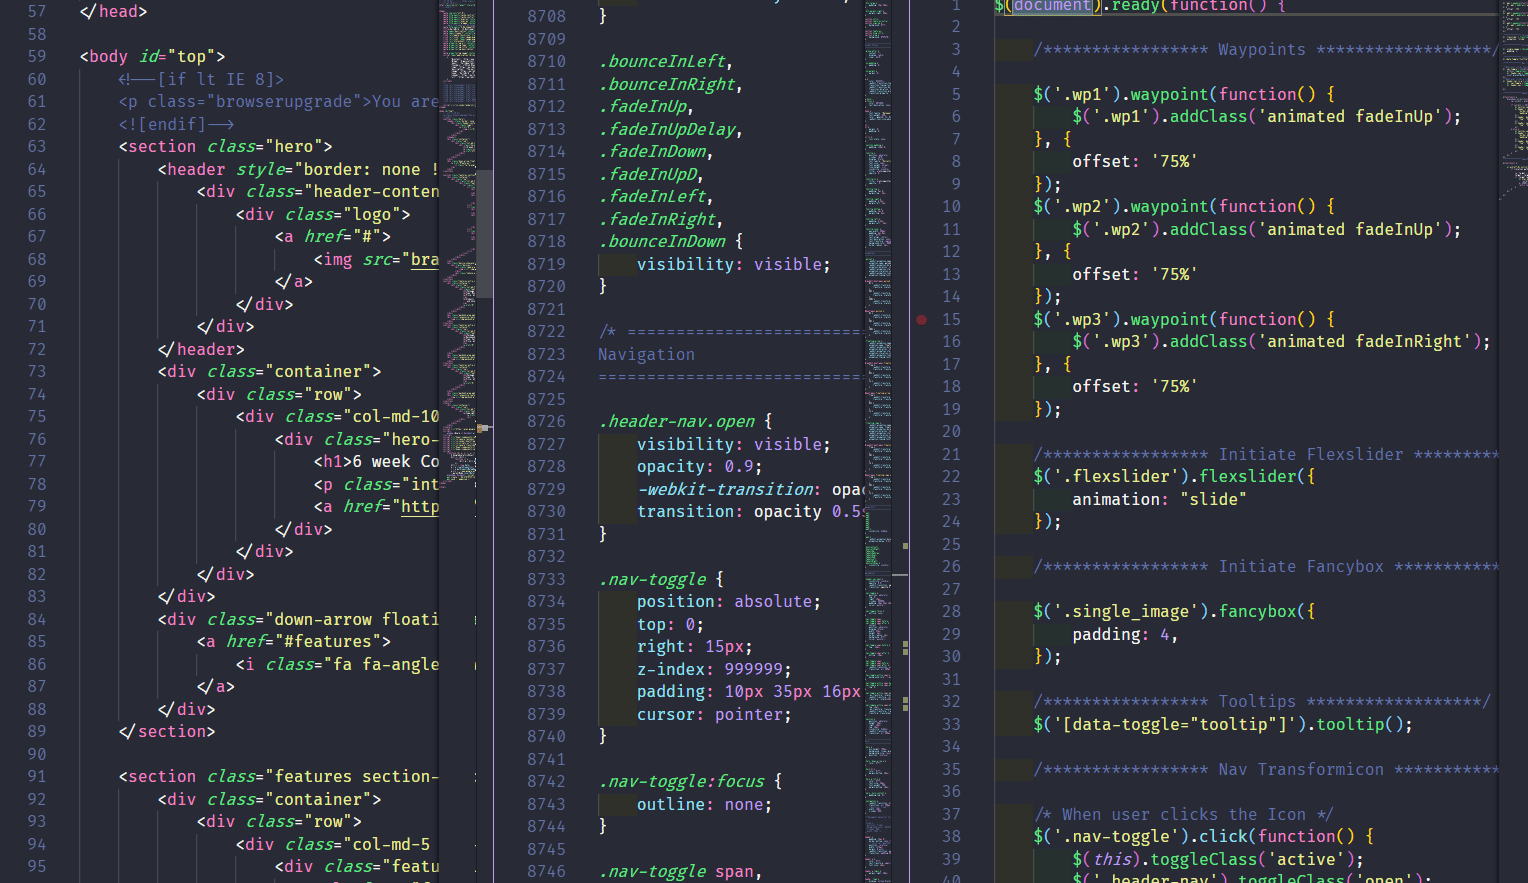 57 </head>
58
59 <body id="top">
60 <!--[if lt IE 8]>
61 <p class="browserupgrade">You are
62 <![endif]-->
63 <section class="hero">
64 <header style="border: none !
65 <div class="header-conten
66 <div class="logo">
67 <a href="#">
68 <img src="bra
69 </a>
70 </div>
71 </div>
72 </header>
73 <div class="container">
74 <div class="row">
75 <div class="col-md-10
76 <div class="hero-
77 <h1>6 week Co
78 <p class="int
79 <a href="http
80 </div>
81 </div>
82 </div>
83 </div>
84 <div class="down-arrow floati
85 <a href="#features">
86 <i class="fa fa-angle
87 </a>
88 </div>
89 </section>
90
91 <section class="features section-
92 <div class="container">
93 <div class="row">
94 <div class="col-md-5
95 <div class="featu
8708 }
8709
8710 .bounceInLeft,
8711 .bounceInRight,
8712 .fadeInUp,
8713 .fadeInUpDelay,
8714 .fadeInDown,
8715 .fadeInUpD,
8716 .fadeInLeft,
8717 .fadeInRight,
8718 .bounceInDown {
8719 visibility: visible;
8720 }
8721
8722 /* ========================
8723 Navigation
8724 ===========================
8725
8726 .header-nav.open {
8727 visibility: visible;
8728 opacity: 0.9;
8729 -webkit-transition: opac
8730 transition: opacity 0.5s
8731 }
8732
8733 .nav-toggle {
8734 position: absolute;
8735 top: 0;
8736 right: 15px;
8737 z-index: 999999;
8738 padding: 10px 35px 16px
8739 cursor: pointer;
8740 }
8741
8742 .nav-toggle:focus {
8743 outline: none;
8744 }
8745
8746 .nav-toggle span,
1 $(document).ready(function() {
2
3 /***************** Waypoints ******************/
4
5 $('.wp1').waypoint(function() {
6 $('.wp1').addClass('animated fadeInUp');
7 }, {
8 offset: '75%'
9 });
10 $('.wp2').waypoint(function() {
11 $('.wp2').addClass('animated fadeInUp');
12 }, {
13 offset: '75%'
14 });
15 $('.wp3').waypoint(function() {
16 $('.wp3').addClass('animated fadeInRight');
17 }, {
18 offset: '75%'
19 });
20
21 /***************** Initiate Flexslider *********
22 $('.flexslider').flexslider({
23 animation: "slide"
24 });
25
26 /***************** Initiate Fancybox ***********
27
28 $('.single_image').fancybox({
29 padding: 4,
30 });
31
32 /***************** Tooltips ******************/
33 $('[data-toggle="tooltip"]').tooltip();
34
35 /***************** Nav Transformicon ***********
36
37 /* When user clicks the Icon */
38 $('.nav-toggle').click(function() {
39 $(this).toggleClass('active');
40 $('.header-nav').toggleClass('open');